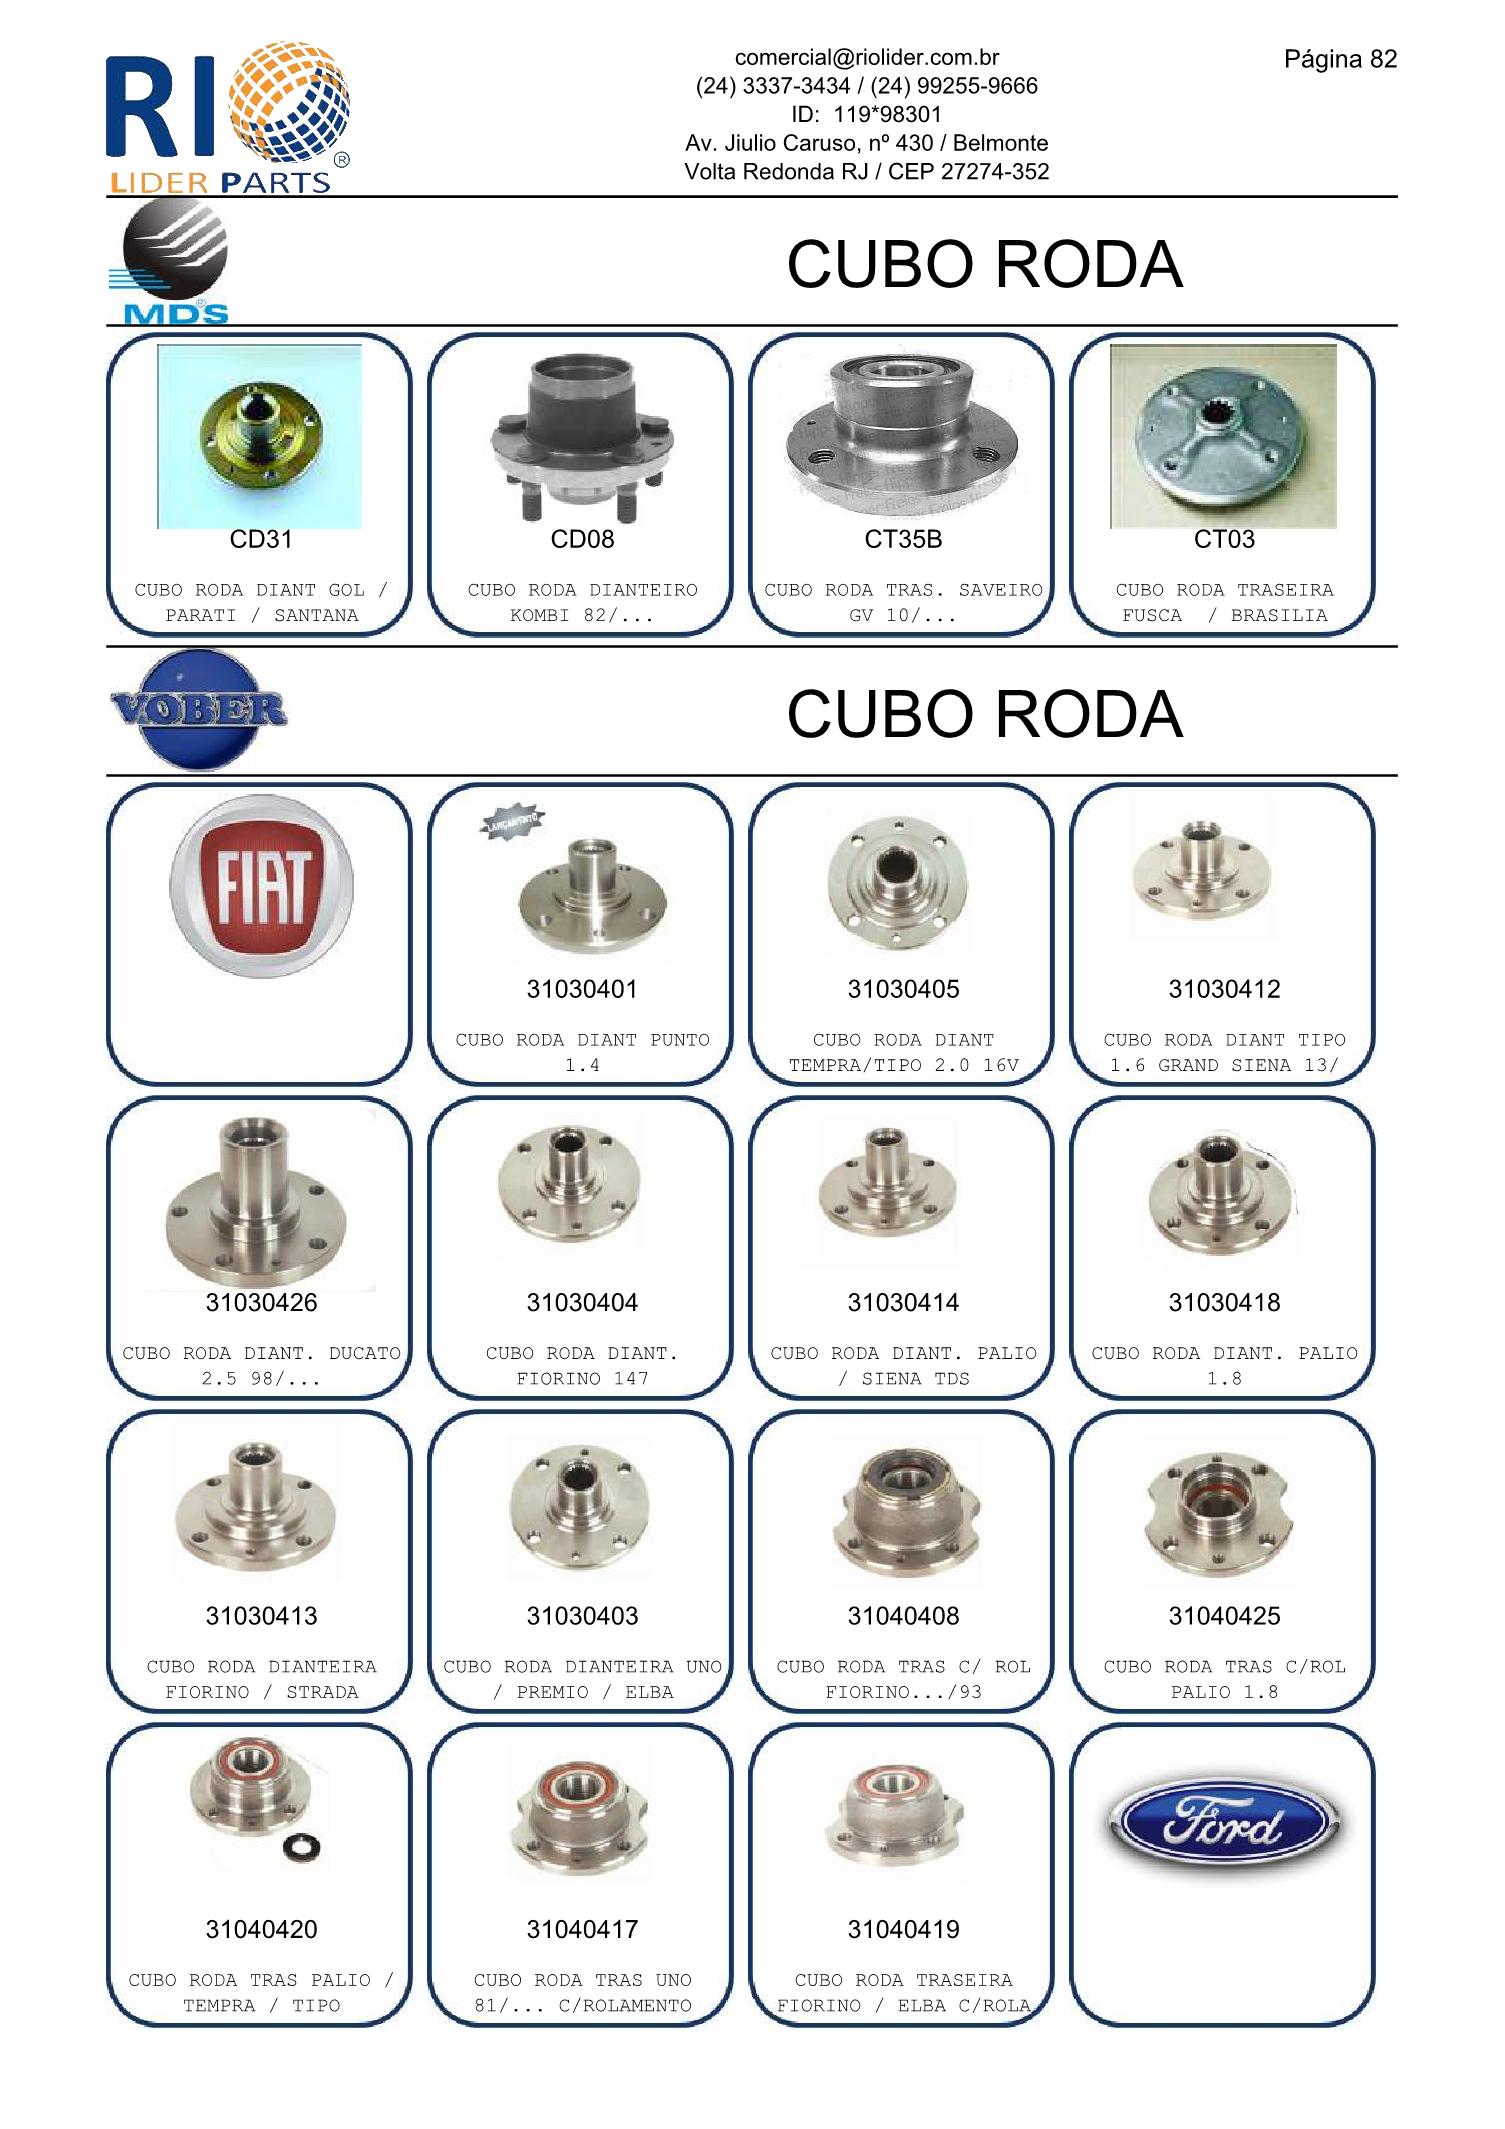 RIO
®
LIDER PARTS
comercial@riolider.com.br
(24) 3337-3434 / (24) 99255-9666
ID:  119*98301
Av. Jiulio Caruso, nº 430 / Belmonte
Volta Redonda RJ / CEP 27274-352
Página 82
MDS
®
CUBO RODA
CD31
CUBO RODA DIANT GOL /
PARATI / SANTANA
CD08
CUBO RODA DIANTEIRO
KOMBI 82/...
CT35B
CUBO RODA TRAS. SAVEIRO
GV 10/...
CT03
CUBO RODA TRASEIRA
FUSCA  / BRASILIA
VOBER
CUBO RODA
FIAT
LANÇAMENTO
31030401
CUBO RODA DIANT PUNTO
1.4
31030405
CUBO RODA DIANT
TEMPRA/TIPO 2.0 16V
31030412
CUBO RODA DIANT TIPO
1.6 GRAND SIENA 13/
31030426
CUBO RODA DIANT. DUCATO
2.5 98/...
31030404
CUBO RODA DIANT.
FIORINO 147
31030414
CUBO RODA DIANT. PALIO
/ SIENA TDS
31030418
CUBO RODA DIANT. PALIO
1.8
31030413
CUBO RODA DIANTEIRA
FIORINO / STRADA
31030403
CUBO RODA DIANTEIRA UNO
/ PREMIO / ELBA
31040408
CUBO RODA TRAS C/ ROL
FIORINO.../93
31040425
CUBO RODA TRAS C/ROL
PALIO 1.8
31040420
CUBO RODA TRAS PALIO /
TEMPRA / TIPO
31040417
CUBO RODA TRAS UNO
81/... C/ROLAMENTO
31040419
CUBO RODA TRASEIRA
FIORINO / ELBA C/ROLA
Ford